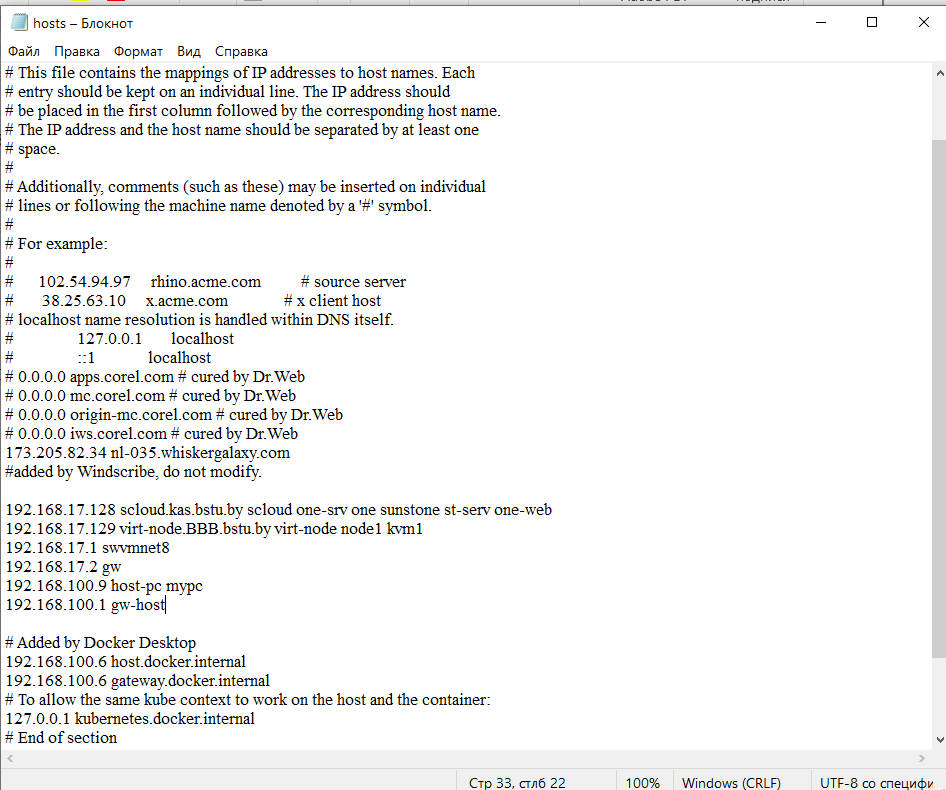 hosts – Блокнот
Файл Правка Формат Вид Справка
# This file contains the mappings of IP addresses to host names. Each
# entry should be kept on an individual line. The IP address should
# be placed in the first column followed by the corresponding host name.
# The IP address and the host name should be separated by at least one
# space.
#
# Additionally, comments (such as these) may be inserted on individual
# lines or following the machine name denoted by a '#' symbol.
#
# For example:
#
#      102.54.94.97     rhino.acme.com          # source server
#       38.25.63.10     x.acme.com              # x client host
# localhost name resolution is handled within DNS itself.
#                127.0.0.1       localhost
#                ::1             localhost
# 0.0.0.0 apps.corel.com # cured by Dr.Web
# 0.0.0.0 mc.corel.com # cured by Dr.Web
# 0.0.0.0 origin-mc.corel.com # cured by Dr.Web
# 0.0.0.0 iws.corel.com # cured by Dr.Web
173.205.82.34 nl-035.whiskergalaxy.com
#added by Windscribe, do not modify.
192.168.17.128 scloud.kas.bstu.by scloud one-srv one sunstone st-serv one-web
192.168.17.129 virt-node.BBB.bstu.by virt-node node1 kvm1
192.168.17.1 swvmnet8
192.168.17.2 gw
192.168.100.9 host-pc mypc
192.168.100.1 gw-host
# Added by Docker Desktop
192.168.100.6 host.docker.internal
192.168.100.6 gateway.docker.internal
# To allow the same kube context to work on the host and the container:
127.0.0.1 kubernetes.docker.internal
# End of section
Стр 33, стлб 22 100% Windows (CRLF) UTF-8 со специфи